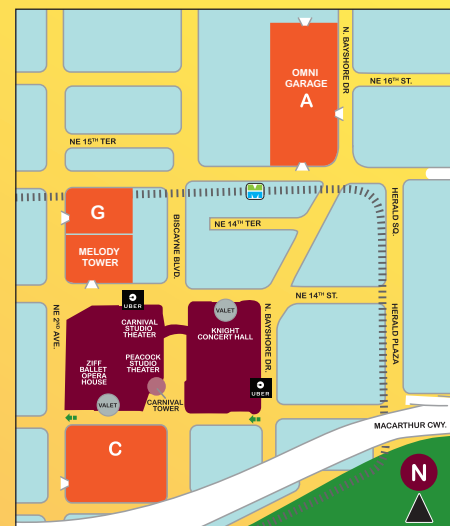 N. BAYSHORE DR
OMNI
GARAGE
A
NE 16TH ST.
NE 15TH TER
G
MELODY
TOWER
BISCAYNE BLVD.
NE 14TH TER
HERALD SQ.
NE 14TH ST.
UBER
NE 2ND AVE.
CARNIVAL
STUDIO
THEATER
VALET
KNIGHT
CONCERT HALL
N. BAYSHORE DR.
HERALD PLAZA
ZIFF
BALLET
OPERA
HOUSE
PEACOCK
STUDIO
THEATER
UBER
VALET
CARNIVAL
TOWER
MACARTHUR CWY.
C
N